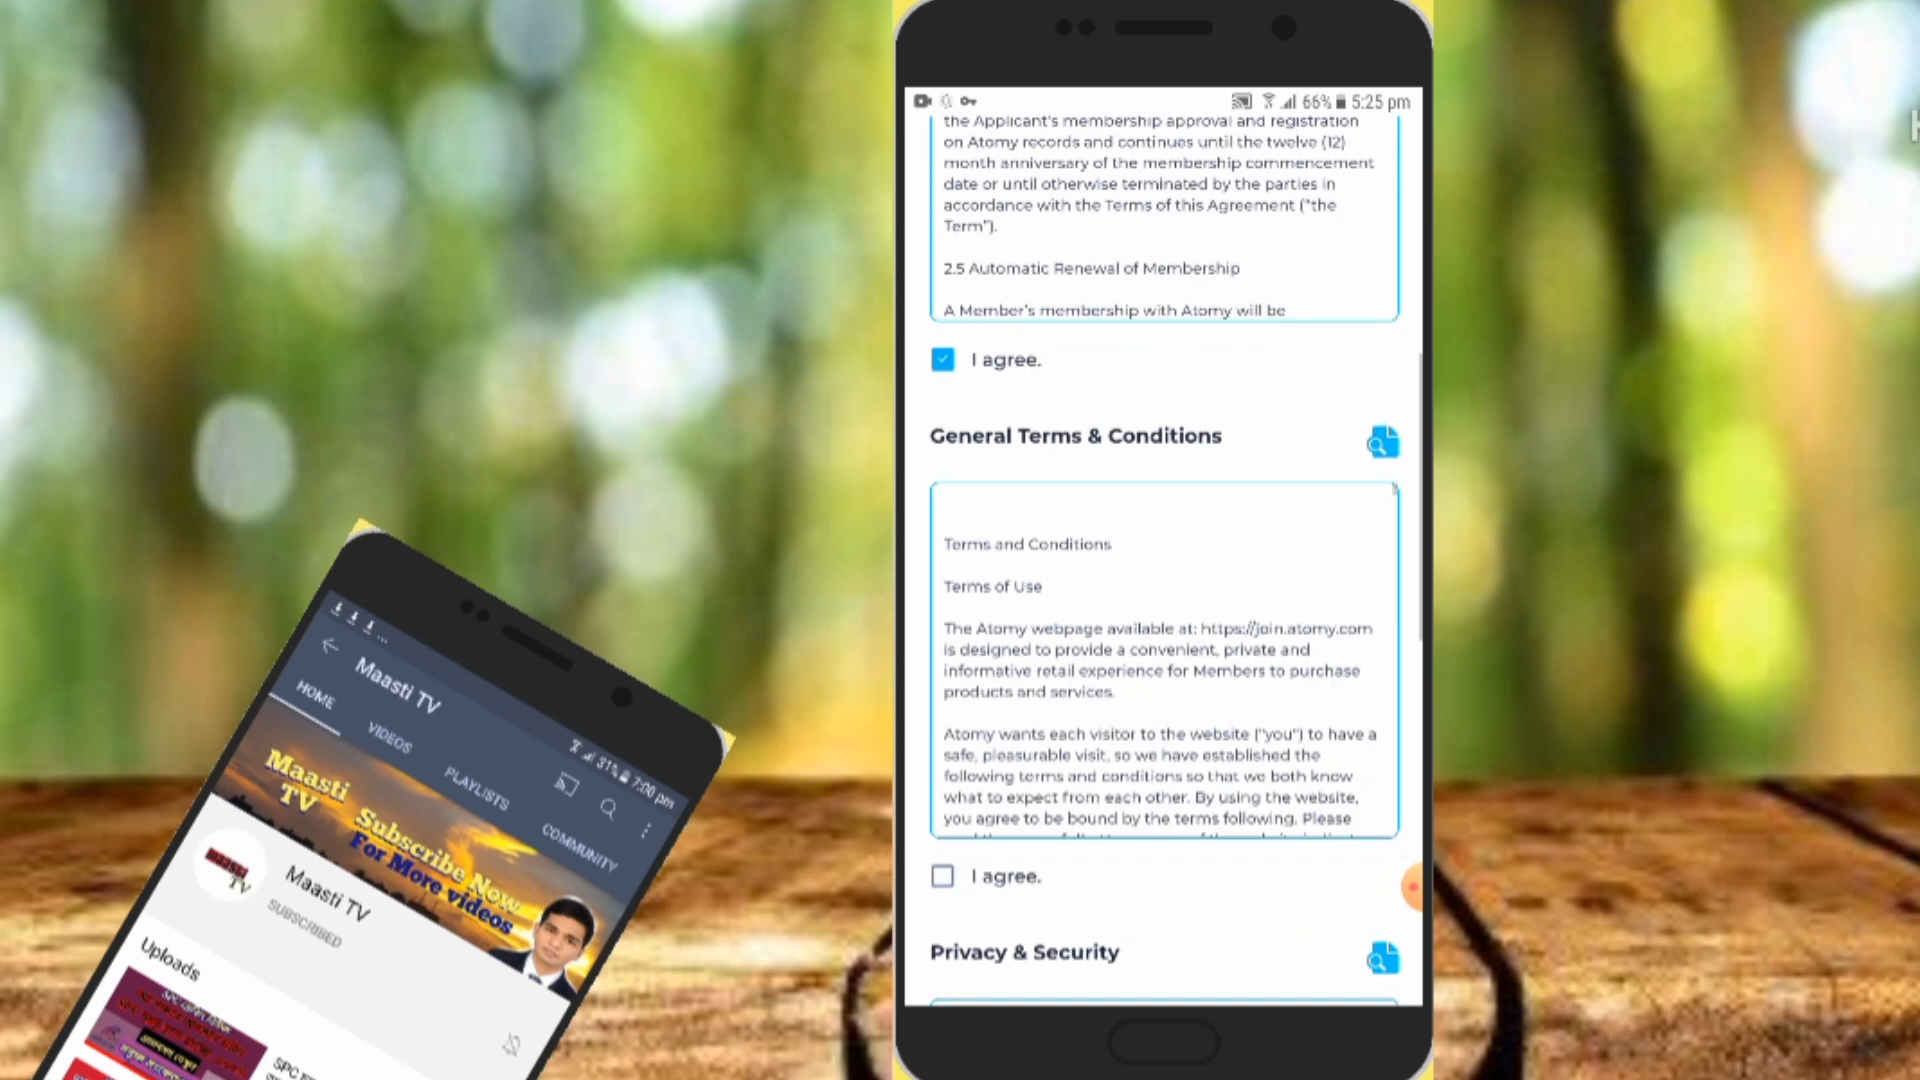 66% 5:25 pm
the Applicant's membership approval and registration
on Atomy records and continues until the twelve (12)
month anniversary of the membership commencement
date or until otherwise terminated by the parties in
accordance with the Terms of this Agreement ("the
Term").
2.5 Automatic Renewal of Membership
A Member's membership with Atomy will be
I agree.
General Terms & Conditions
Terms and Conditions
Terms of Use
The Atomy webpage available at: https://join.atomy.com
is designed to provide a convenient, private and
informative retail experience for Members to purchase
products and services.
Atomy wants each visitor to the website ("you") to have a
safe, pleasurable visit, so we have established the
following terms and conditions so that we both know
what to expect from each other. By using the website,
you agree to be bound by the terms following. Please
I agree.
Privacy & Security
31% 7:00 pm
Maasti TV
HOME
VIDEOS
PLAYLISTS
COMMUNITY
Maasti
TV
Subscribe Now
For More videos
maasti
TV
Maasti TV
SUBSCRIBED
Uploads
SPC